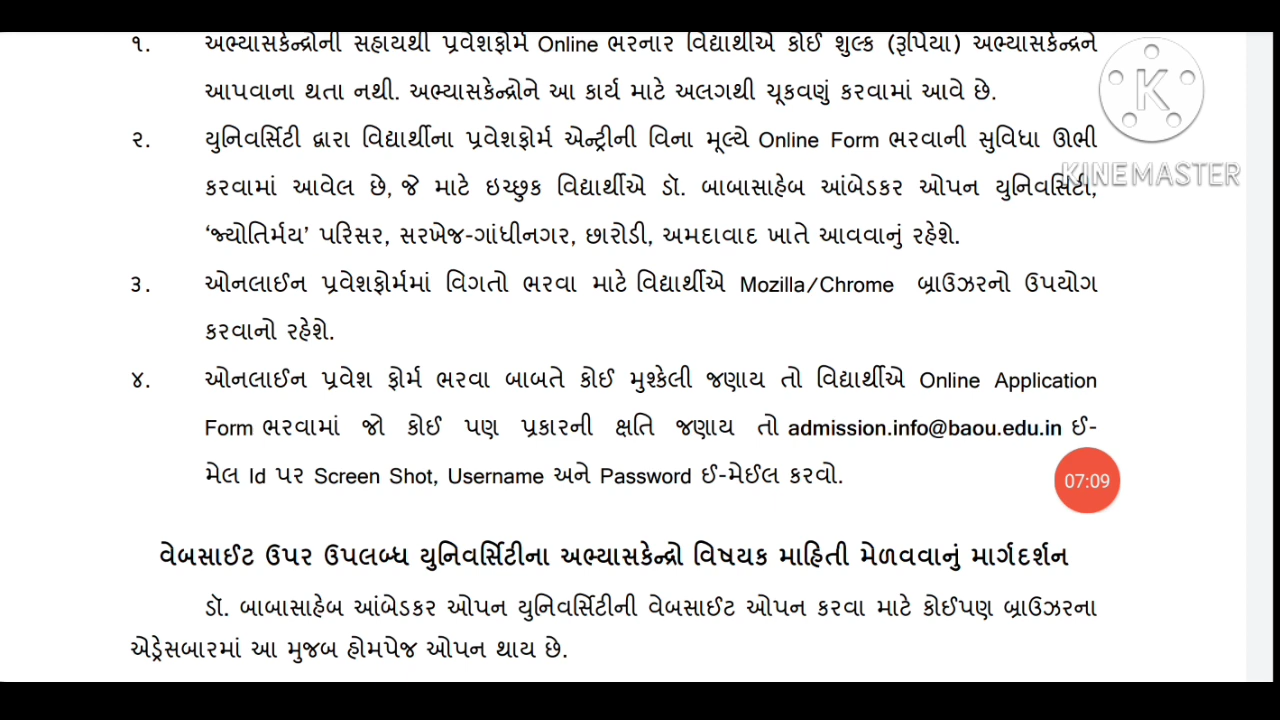 ૧. અભ્યાસકેન્દ્રોની સહાયથી પ્રવેશફોર્મ Online ભરનાર વિદ્યાર્થીએ કોઈ શુલ્ક (રૂપિયા) અભ્યાસકેન્દ્રને
આપવાના થતા નથી. અભ્યાસકેન્દ્રોને આ કાર્ય માટે અલગથી ચૂકવણું કરવામાં આવે છે.
૨. યુનિવર્સિટી દ્વારા વિદ્યાર્થીના પ્રવેશફોર્મ એન્ટ્રીની વિના મૂલ્યે Online Form ભરવાની સુવિધા ઊભી
કરવામાં આવેલ છે, જે માટે ઇચ્છુક વિદ્યાર્થીએ ડૉ. બાબાસાહેબ આંબેડકર ઓપન યુનિવર્સિટી,
‘જ્યોતિર્મય’ પરિસર, સરખેજ-ગાંધીનગર, છારોડી, અમદાવાદ ખાતે આવવાનું રહેશે.
૩. ઓનલાઈન પ્રવેશફોર્મમાં વિગતો ભરવા માટે વિદ્યાર્થીએ Mozilla/Chrome બ્રાઉઝરનો ઉપયોગ
કરવાનો રહેશે.
૪. ઓનલાઈન પ્રવેશ ફોર્મ ભરવા બાબતે કોઈ મુશ્કેલી જણાય તો વિદ્યાર્થીએ Online Application
Form ભરવામાં જો કોઈ પણ પ્રકારની ક્ષતિ જણાય તો admission.info@baou.edu.in ઈ-
મેલ Id પર Screen Shot, Username અને Password ઈ-મેઈલ કરવો.
વેબસાઈટ ઉપર ઉપલબ્ધ યુનિવર્સિટીના અભ્યાસકેન્દ્રો વિષયક માહિતી મેળવવાનું માર્ગદર્શન
ડૉ. બાબાસાહેબ આંબેડકર ઓપન યુનિવર્સિટીની વેબસાઈટ ઓપન કરવા માટે કોઈપણ બ્રાઉઝરના
એડ્રેસબારમાં આ મુજબ હોમપેજ ઓપન થાય છે.
K
KINEMASTER
07:09